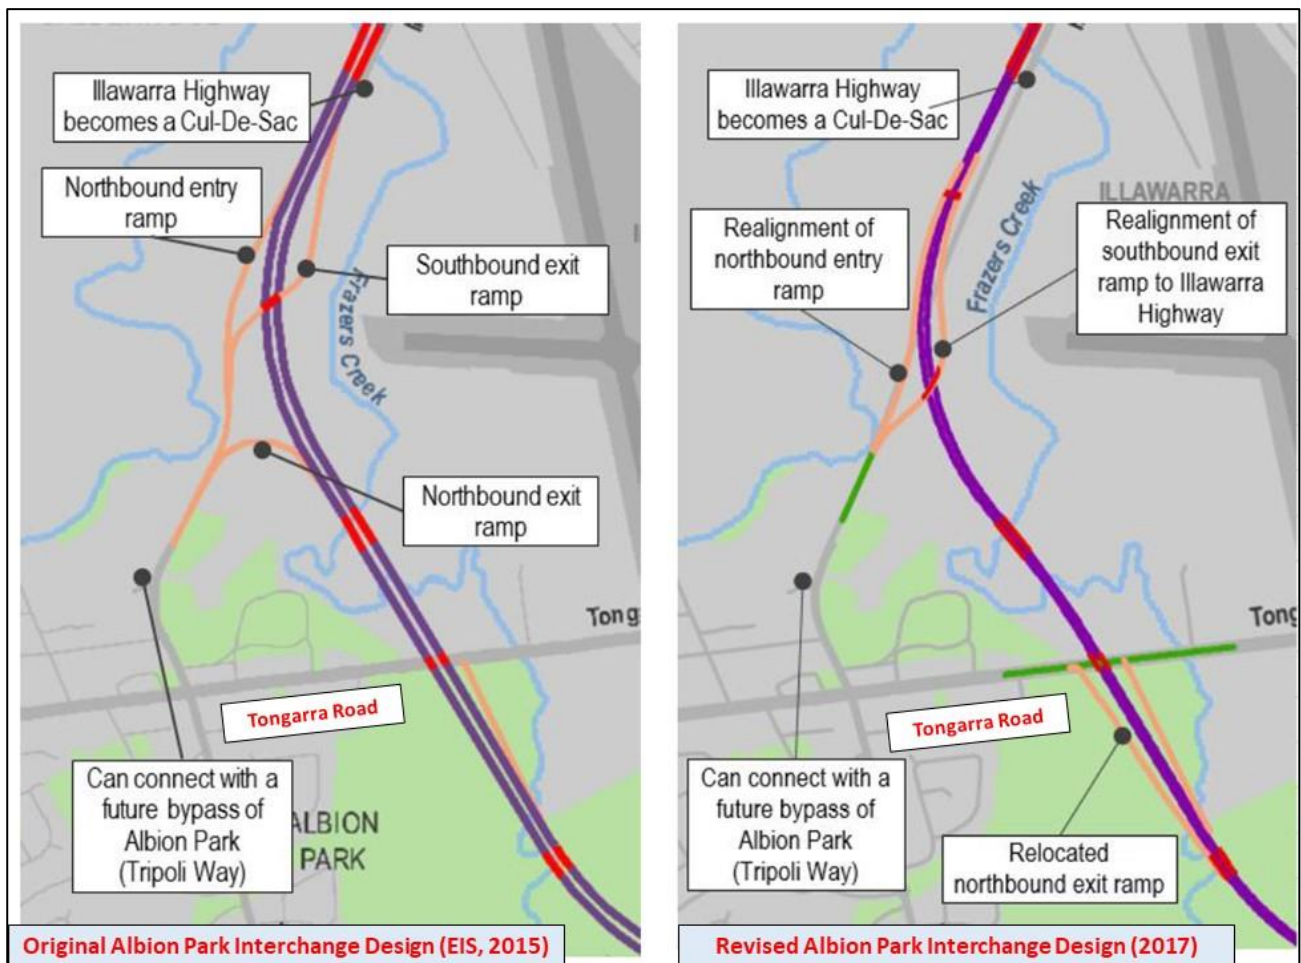 Illawarra Highway
becomes a Cul-De-Sac
Northbound entry
ramp
Southbound exit
ramp
Frazers Creek
Northbound exit
ramp
Tong
Tongarra Road
Can connect with a
future bypass of
Albion Park
(Tripoli Way)
ALBION
PARK
Original Albion Park Interchange Design (EIS, 2015)
Illawarra Highway
becomes a Cul-De-Sac
ILLAWARRA
Realignment of
northbound entry
ramp
Frazers Creek
Realignment of
southbound exit
ramp to Illawarra
Highway
Tong
Tongarra Road
Can connect with a
future bypass of
Albion Park
(Tripoli Way)
Relocated
northbound exit ramp
Revised Albion Park Interchange Design (2017)